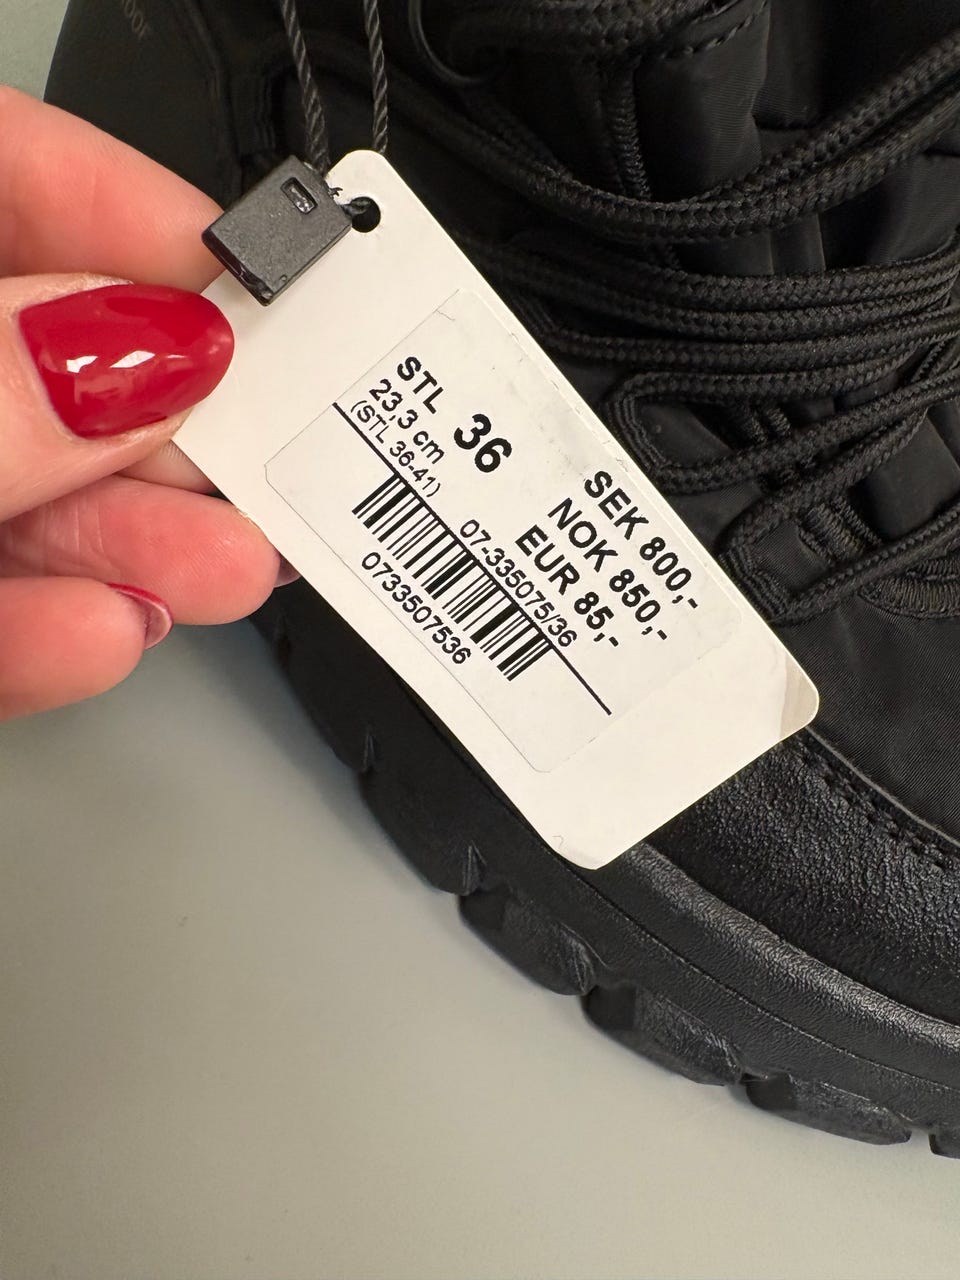 STL 36
23,3 cm
(STL 36-41)
SEK 800,-
NOK 850,-
EUR 85,-
07-335075/36
0733507536